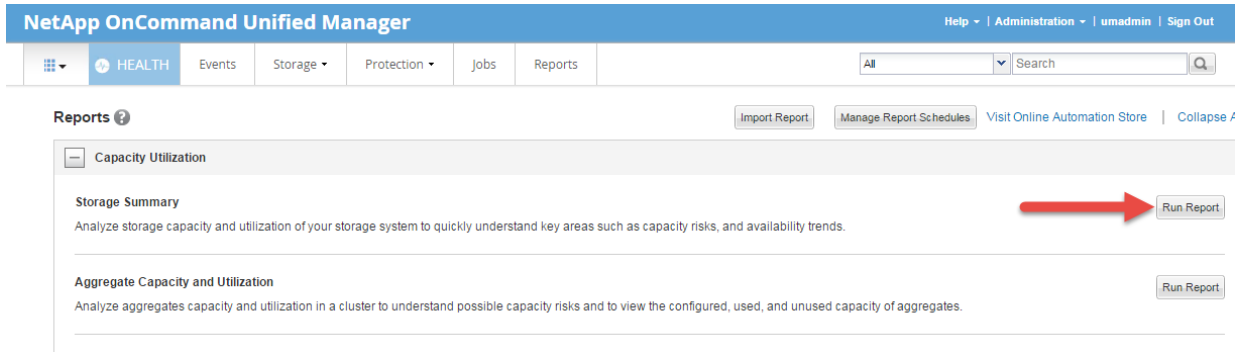 NetApp OnCommand Unified Manager
Help | Administration | umadmin | Sign Out
HEALTH Events Storage Protection Jobs Reports
All Search
Reports
Import Report Manage Report Schedules Visit Online Automation Store | Collapse A
Capacity Utilization
Storage Summary
Run Report
Analyze storage capacity and utilization of your storage system to quickly understand key areas such as capacity risks, and availability trends.
Aggregate Capacity and Utilization
Run Report
Analyze aggregates capacity and utilization in a cluster to understand possible capacity risks and to view the configured, used, and unused capacity of aggregates.